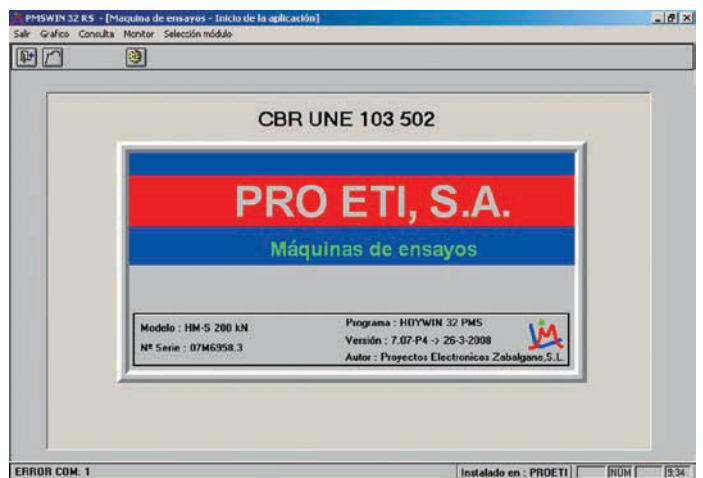 PMSWIN 32 RS - [Maquina de ensayos - Inicio de la aplicación]
Salir Grafico Consulta Monitor Selección módulo
CBR UNE 103 502
PRO ETI, S.A.
Máquinas de ensayos
Modelo : HM-S 200 kN
Nº Serie : 07M6958.3
Programa : HOYWIN 32 PMS
Versión : 7.07-P4 -> 26-3-2008
Autor : Proyectos Electronicos Zabalgane,S.L.
ERROR COM: 1
Instalado en : PROETI
NUM
9:34